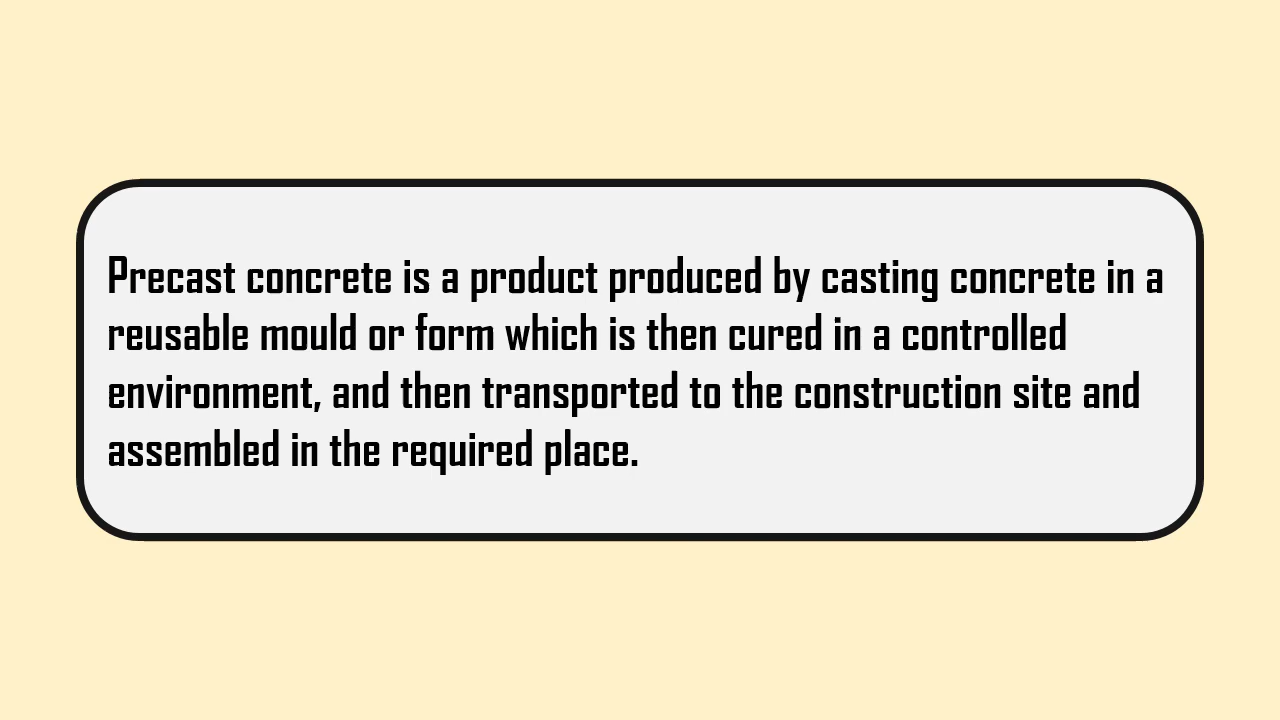 Precast concrete is a product produced by casting concrete in a
reusable mould or form which is then cured in a controlled
environment, and then transported to the construction site and
assembled in the required place.